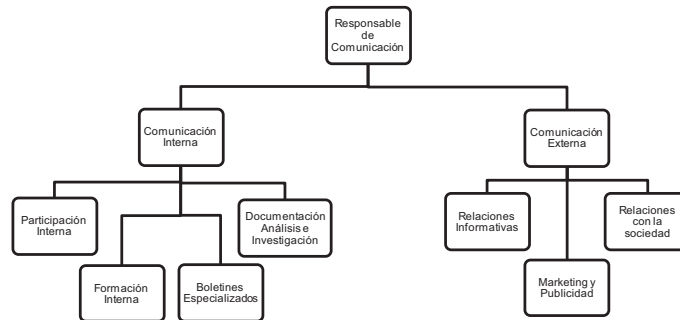 Responsable
de
Comunicación
Comunicación
Interna
Comunicación
Externa
Participación
Interna
Documentación
Análisis e
Investigación
Formación
Interna
Boletines
Especializados
Relaciones
Informativas
Relaciones
con la
sociedad
Marketing y
Publicidad